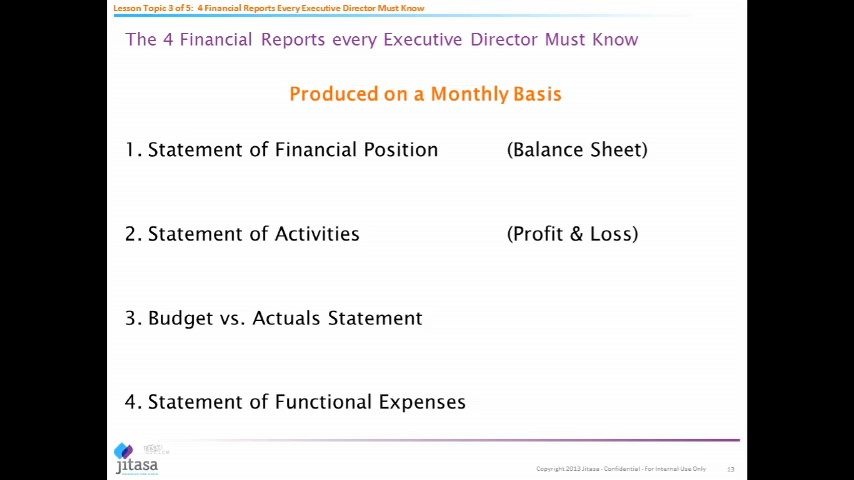 Lesson Topic 3 of 5: 4 Financial Reports Every Executive Director Must Know
The 4 Financial Reports every Executive Director Must Know
Produced on a Monthly Basis
1. Statement of Financial Position (Balance Sheet)
2. Statement of Activities (Profit & Loss)
3. Budget vs. Actuals Statement
4. Statement of Functional Expenses
jitasa
Copyright 2013 Jitasa - Confidential - For Internal Use Only 13